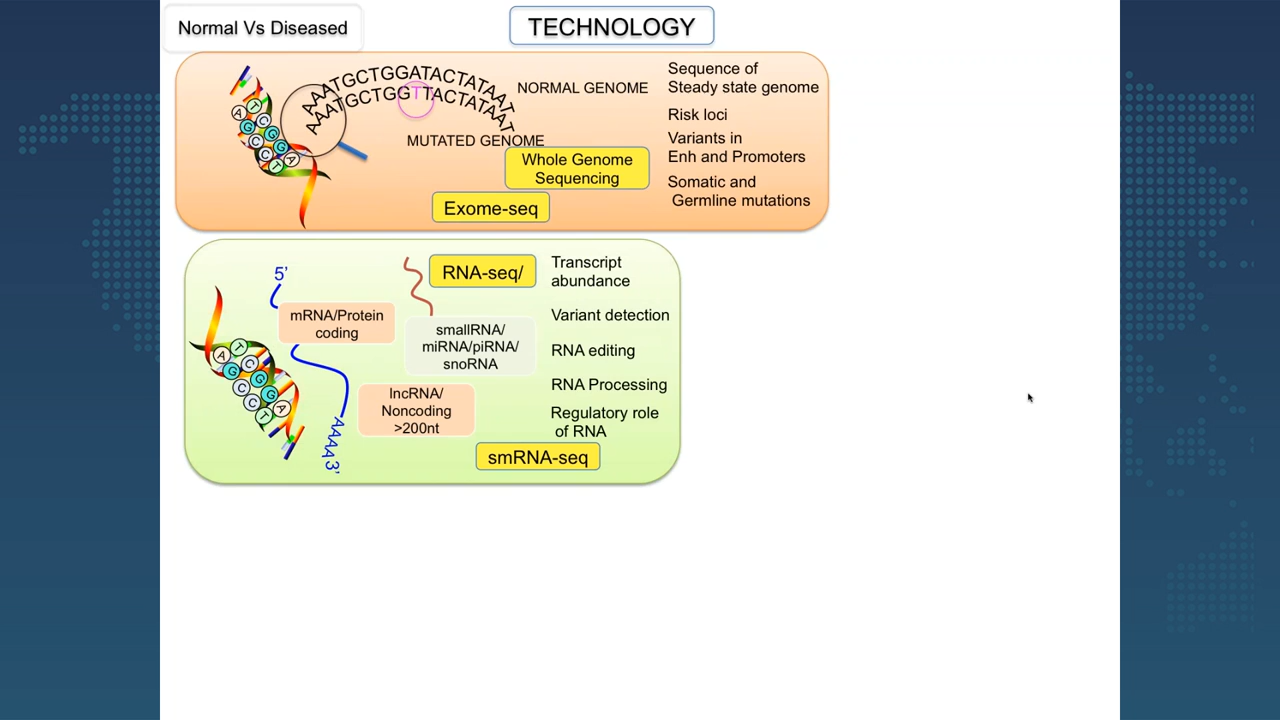 Normal Vs Diseased
TECHNOLOGY
AAATGCTGGATACTATAAT
AAATGCTGGTTACTATAAT
NORMAL GENOME
MUTATED GENOME
Whole Genome
Sequencing
Exome-seq
Sequence of
Steady state genome
Risk loci
Variants in
Enh and Promoters
Somatic and
Germline mutations
A
T
C
G
G
G
C
C
G
A
T
5'
mRNA/Protein
coding
RNA-seq/
smallRNA/
miRNA/piRNA/
snoRNA
lncRNA/
Noncoding
>200nt
AAAA3'
smRNA-seq
Transcript
abundance
Variant detection
RNA editing
RNA Processing
Regulatory role
of RNA
A
T
C
G
G
C
C
G
A
T